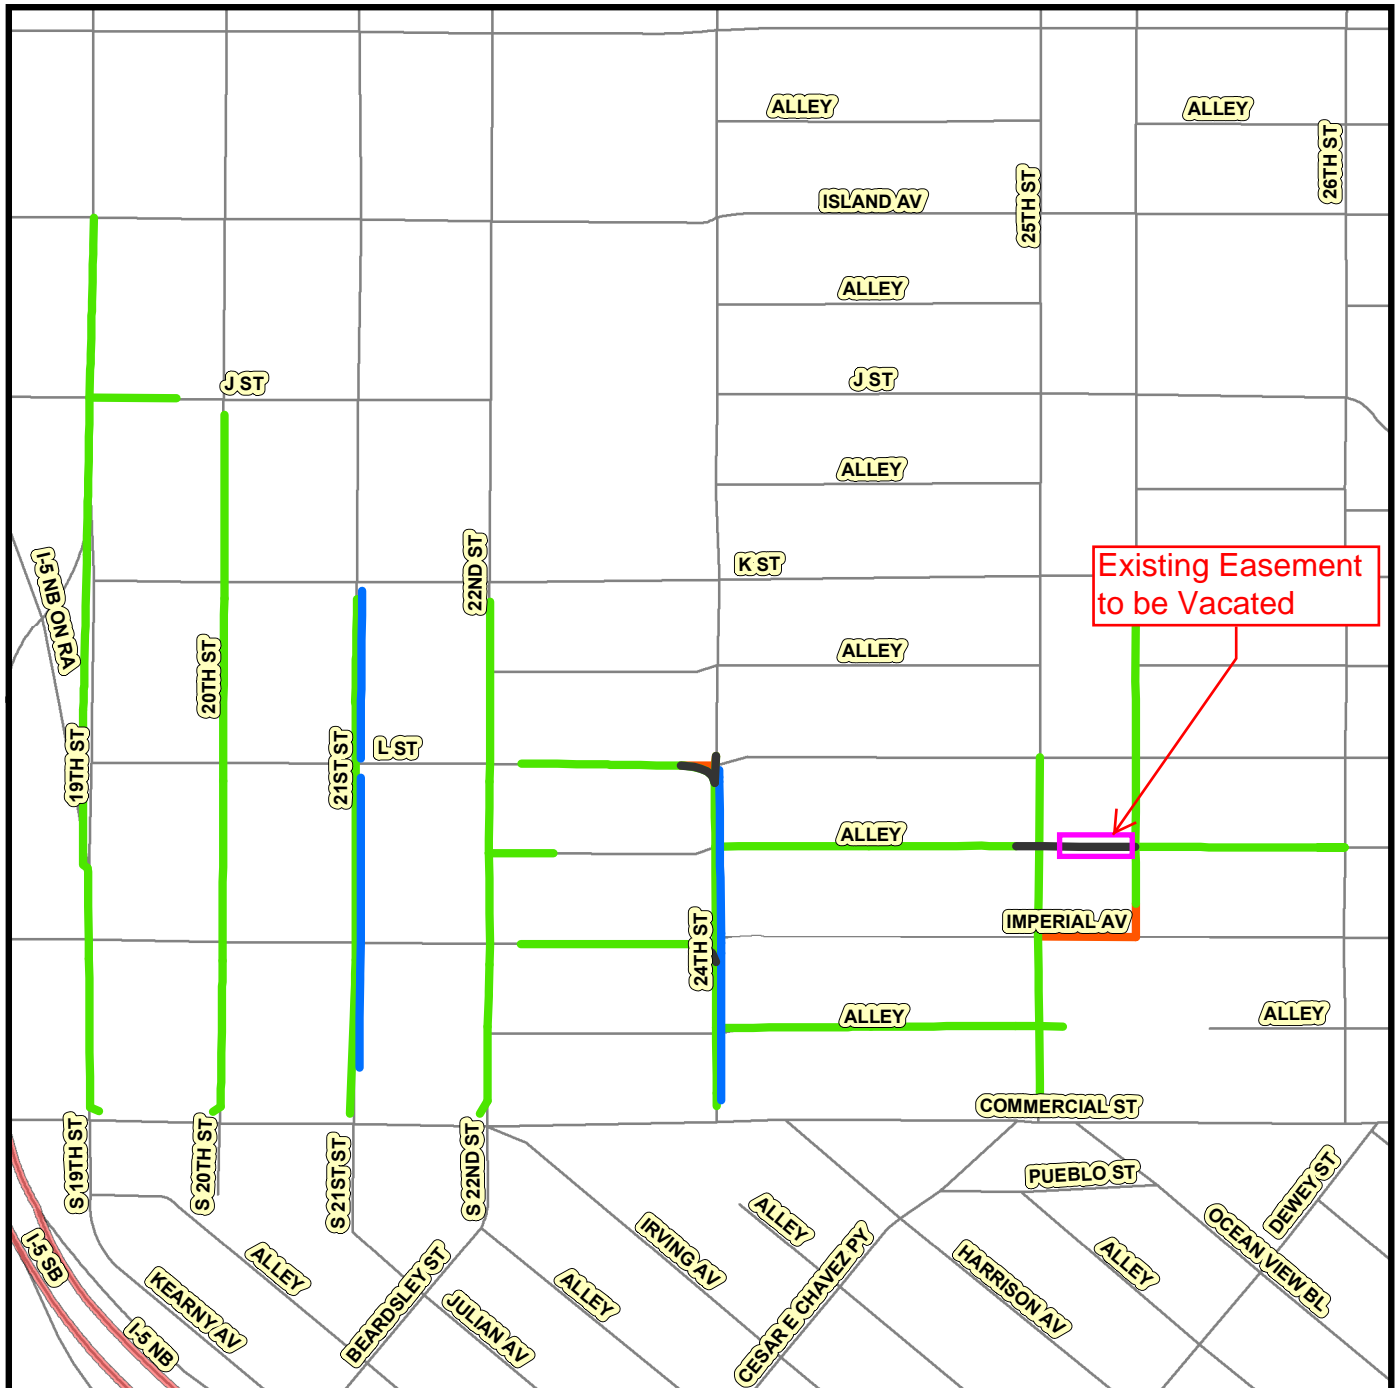 ALLEY
ALLEY
26TH ST
25TH ST
ISLAND AV
ALLEY
J ST
J ST
ALLEY
22ND ST
K ST
Existing Easement
to be Vacated
I-5 NB ON RA
20TH ST
ALLEY
19TH ST
21ST ST
L ST
ALLEY
24TH ST
IMPERIAL AV
ALLEY
ALLEY
COMMERCIAL ST
S 19TH ST
S 20TH ST
S 21ST ST
S 22ND ST
PUEBLO ST
DEWEY ST
I-5 SB
ALLEY
KEARNY AV
I-5 NB
BEARDSLEY ST
JULIAN AV
ALLEY
IRVING AV
ALLEY
CESAR E CHAVEZ PY
HARRISON AV
ALLEY
OCEAN VIEW BL